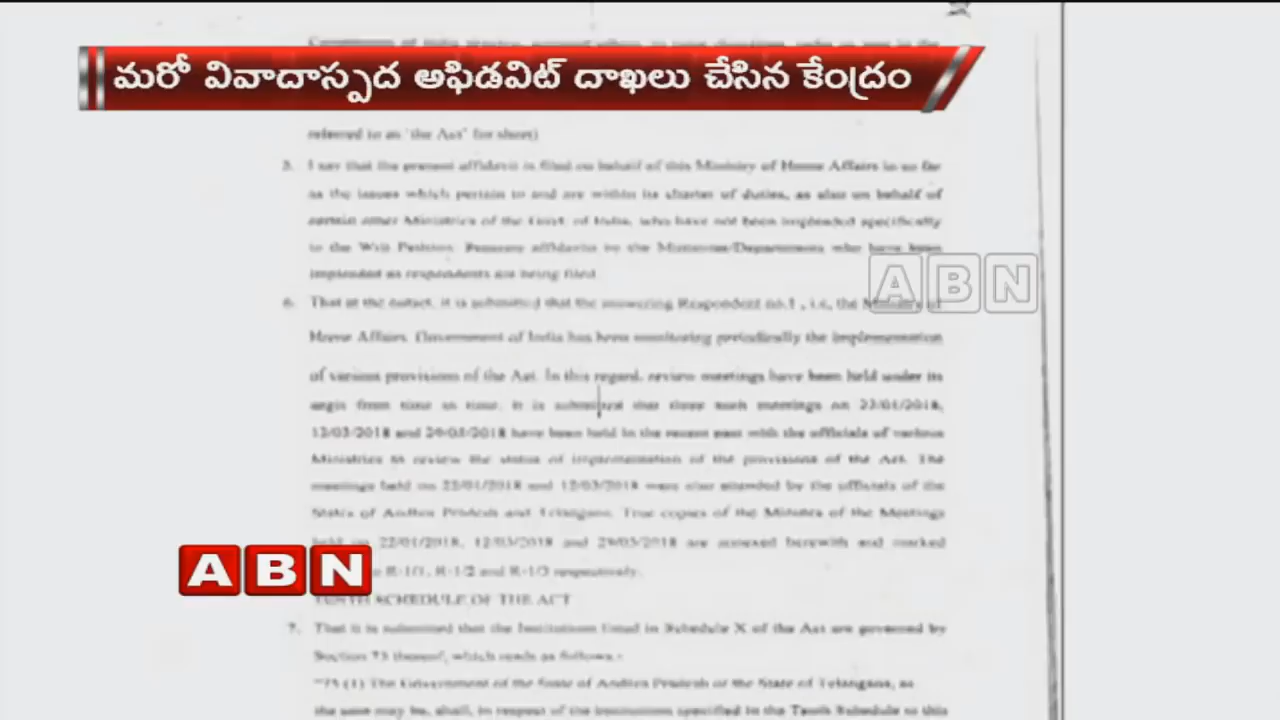 మరో వివాదాస్పద అఫిడవిట్ దాఖలు చేసిన కేంద్రం
referred to as 'the Act' for short)
5. I say that the present affidavit is filed on behalf of this Ministry of Home Affairs in so far
as the issues which pertain to and are within its charter of duties, as also on behalf of
certain other Ministries of the Govt. of India, who have not been impleaded specifically
to the Writ Petition. affidavits by the Ministries/Departments who have been
impleaded as respondents are being filed.
ABN
6. That at the outset, it is submitted that the answering Respondent no.1, i.e, the Ministry of
Home Affairs, Government of India has been monitoring periodically the implementation
of various provisions of the Act. In this regard, review meetings have been held under its
aegis from time to time. It is submitted that three such meetings on 22/01/2018,
12/03/2018 and 29/03/2018 have been held in the recent past with the officials of various
Ministries to review the status of implementation of the provisions of the Act. The
meetings held on 22/01/2018 and 12/03/2018 were also attended by the officials of the
States of Andhra Pradesh and Telangana. True copies of the Minutes of the Meetings
held on 22/01/2018, 12/03/2018 and 29/03/2018 are annexed herewith and marked
ABN
R-1/1, R-1/2 and R-1/3 respectively.
TENTH SCHEDULE OF THE ACT
7. That it is submitted that the Institutions listed in Schedule X of the Act are governed by
Section 75 thereof, which reads as follows:-
"75 (1) The Government of the State of Andhra Pradesh or the State of Telangana, as
the case may be, shall, in respect of the institutions specified in the Tenth Schedule to this